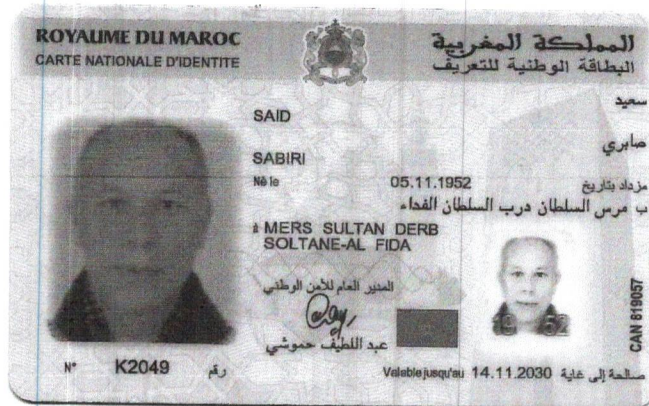 ROYAUME DU MAROC
المملكة المغربية
CARTE NATIONALE D'IDENTITE
البطاقة الوطنية للتعريف
سعيد
SAID
صابري
SABIRI
Né le 05.11.1952 مزداد بتاريخ
ب مرس السلطان درب السلطان الفداء
à MERS SULTAN DERB
SOLTANE-AL FIDA
المدير العام للأمن الوطني
عبد اللطيف حموشي
19 52
CAN 819057
N° K2049 رقم
Valable jusqu'au 14.11.2030 صالحة إلى غاية